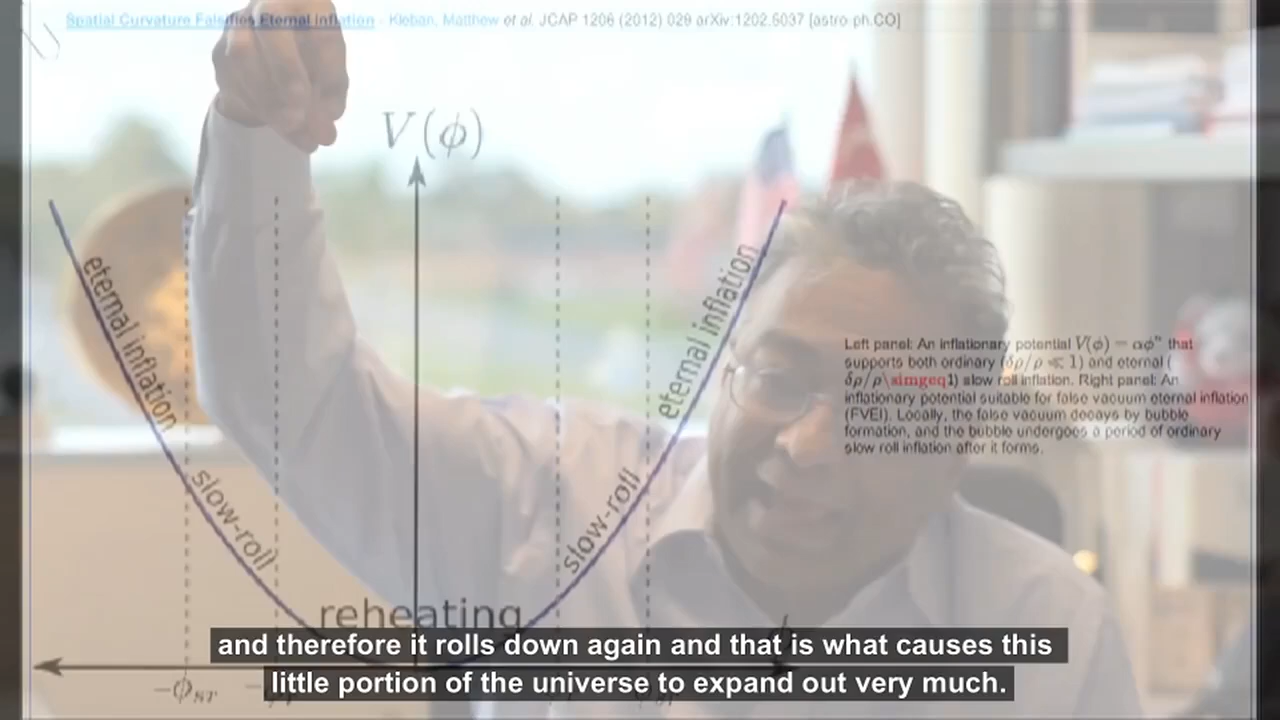 Spatial Curvature Falsifies Eternal Inflation - Kleban, Matthew et al. JCAP 1206 (2012) 029 arXiv:1202.5037 [astro-ph.CO]
V(ϕ)
eternal inflation
eternal inflation
slow-roll
slow-roll
reheating
Left panel: An inflationary potential V(ϕ) = αϕⁿ that
supports both ordinary (δρ/ρ ≪ 1) and eternal (
δρ/ρ\simgeq1) slow roll inflation. Right panel: An
inflationary potential suitable for false vacuum eternal inflation
(FVEI). Locally, the false vacuum decays by bubble
formation, and the bubble undergoes a period of ordinary
slow roll inflation after it forms.
and therefore it rolls down again and that is what causes this
little portion of the universe to expand out very much.